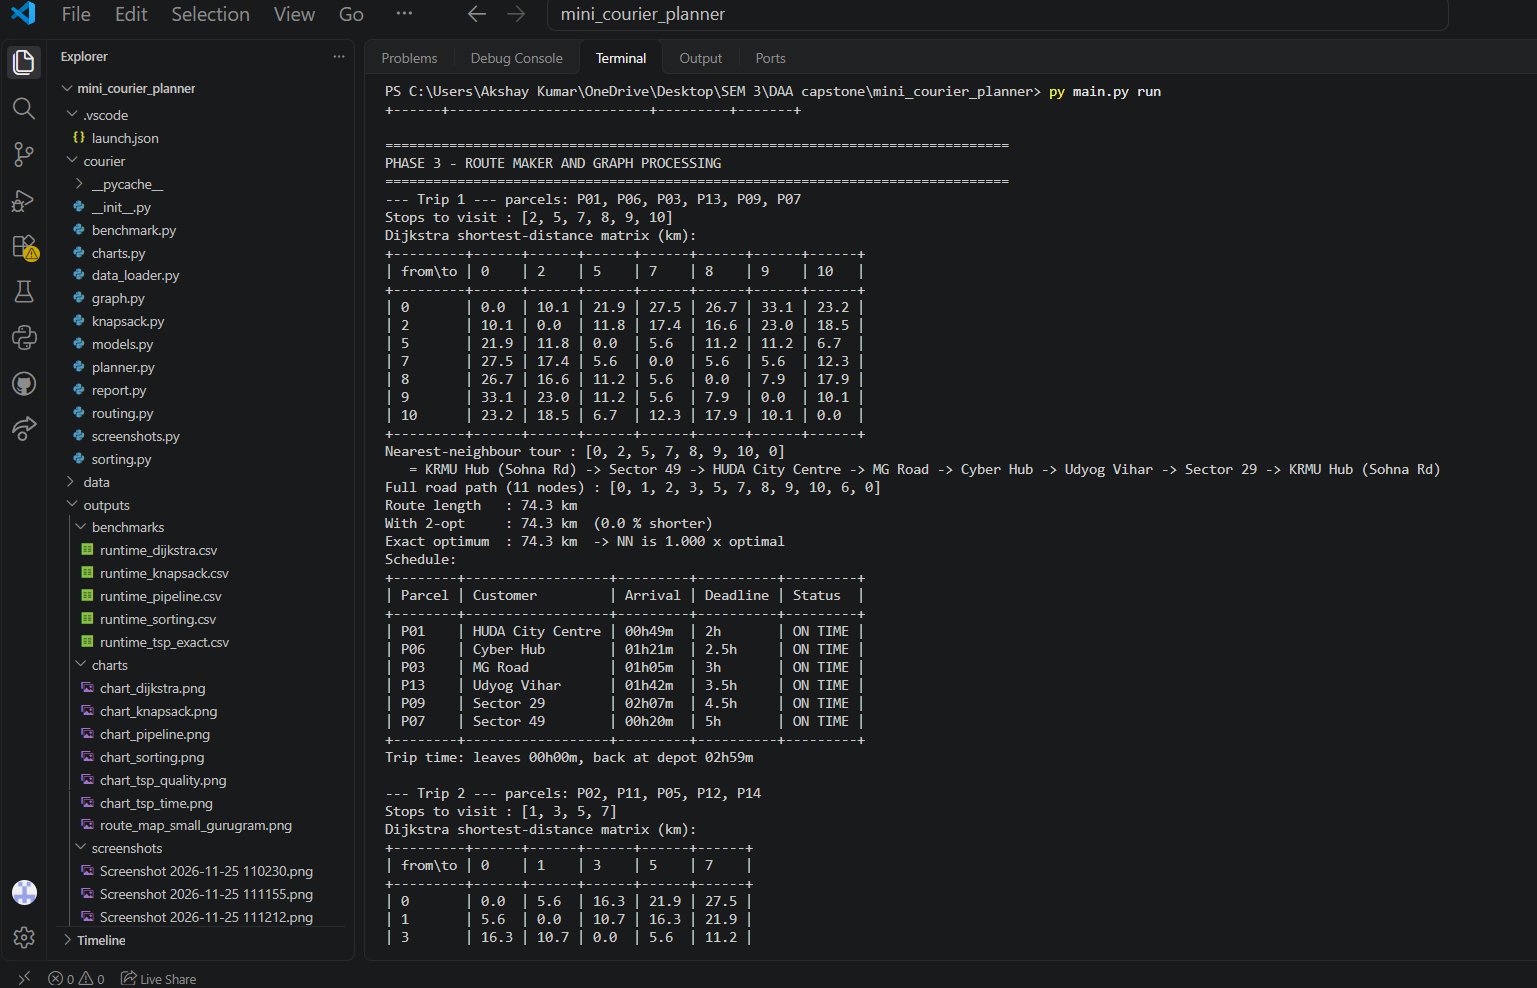 File Edit Selection View Go ··· mini_courier_planner
Explorer ···
mini_courier_planner
.vscode
launch.json
courier
__pycache__
__init__.py
benchmark.py
charts.py
data_loader.py
graph.py
knapsack.py
models.py
planner.py
report.py
routing.py
screenshots.py
sorting.py
data
outputs
benchmarks
runtime_dijkstra.csv
runtime_knapsack.csv
runtime_pipeline.csv
runtime_sorting.csv
runtime_tsp_exact.csv
charts
chart_dijkstra.png
chart_knapsack.png
chart_pipeline.png
chart_sorting.png
chart_tsp_quality.png
chart_tsp_time.png
route_map_small_gurugram.png
screenshots
Screenshot 2026-11-25 110230.png
Screenshot 2026-11-25 111155.png
Screenshot 2026-11-25 111212.png
Timeline
Problems Debug Console Terminal Output Ports
PS C:\Users\Akshay Kumar\OneDrive\Desktop\SEM 3\DAA capstone\mini_courier_planner> py main.py run
+------+-------------------------+---------+-------+
==============================================================================
PHASE 3 - ROUTE MAKER AND GRAPH PROCESSING
==============================================================================
--- Trip 1 --- parcels: P01, P06, P03, P13, P09, P07
Stops to visit : [2, 5, 7, 8, 9, 10]
Dijkstra shortest-distance matrix (km):
+---------+------+------+------+------+------+------+------+
| from\to | 0    | 2    | 5    | 7    | 8    | 9    | 10   |
+---------+------+------+------+------+------+------+------+
| 0       | 0.0  | 10.1 | 21.9 | 27.5 | 26.7 | 33.1 | 23.2 |
| 2       | 10.1 | 0.0  | 11.8 | 17.4 | 16.6 | 23.0 | 18.5 |
| 5       | 21.9 | 11.8 | 0.0  | 5.6  | 11.2 | 11.2 | 6.7  |
| 7       | 27.5 | 17.4 | 5.6  | 0.0  | 5.6  | 5.6  | 12.3 |
| 8       | 26.7 | 16.6 | 11.2 | 5.6  | 0.0  | 7.9  | 17.9 |
| 9       | 33.1 | 23.0 | 11.2 | 5.6  | 7.9  | 0.0  | 10.1 |
| 10      | 23.2 | 18.5 | 6.7  | 12.3 | 17.9 | 10.1 | 0.0  |
+---------+------+------+------+------+------+------+------+
Nearest-neighbour tour : [0, 2, 5, 7, 8, 9, 10, 0]
= KRMU Hub (Sohna Rd) -> Sector 49 -> HUDA City Centre -> MG Road -> Cyber Hub -> Udyog Vihar -> Sector 29 -> KRMU Hub (Sohna Rd)
Full road path (11 nodes) : [0, 1, 2, 3, 5, 7, 8, 9, 10, 6, 0]
Route length   : 74.3 km
With 2-opt     : 74.3 km  (0.0 % shorter)
Exact optimum  : 74.3 km  -> NN is 1.000 x optimal
Schedule:
+--------+------------------+---------+----------+---------+
| Parcel | Customer         | Arrival | Deadline | Status  |
+--------+------------------+---------+----------+---------+
| P01    | HUDA City Centre | 00h49m  | 2h       | ON TIME |
| P06    | Cyber Hub        | 01h21m  | 2.5h     | ON TIME |
| P03    | MG Road          | 01h05m  | 3h       | ON TIME |
| P13    | Udyog Vihar      | 01h42m  | 3.5h     | ON TIME |
| P09    | Sector 29        | 02h07m  | 4.5h     | ON TIME |
| P07    | Sector 49        | 00h20m  | 5h       | ON TIME |
+--------+------------------+---------+----------+---------+
Trip time: leaves 00h00m, back at depot 02h59m
--- Trip 2 --- parcels: P02, P11, P05, P12, P14
Stops to visit : [1, 3, 5, 7]
Dijkstra shortest-distance matrix (km):
+---------+------+------+------+------+------+
| from\to | 0    | 1    | 3    | 5    | 7    |
+---------+------+------+------+------+------+
| 0       | 0.0  | 5.6  | 16.3 | 21.9 | 27.5 |
| 1       | 5.6  | 0.0  | 10.7 | 16.3 | 21.9 |
| 3       | 16.3 | 10.7 | 0.0  | 5.6  | 11.2 |
0 0 Live Share